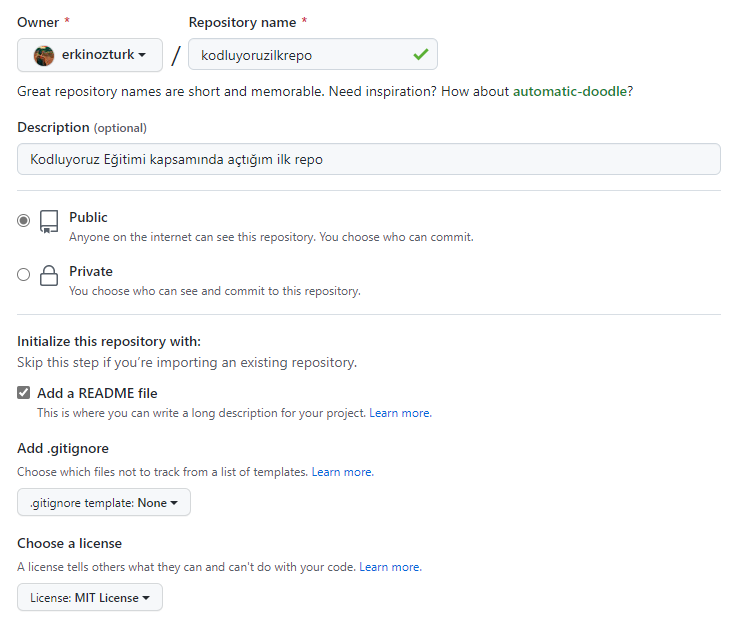 Owner * Repository name *
erkinozturk / kodluyoruzilkrepo
Great repository names are short and memorable. Need inspiration? How about automatic-doodle?
Description (optional)
Kodluyoruz Eğitimi kapsamında açtığım ilk repo
Public
Anyone on the internet can see this repository. You choose who can commit.
Private
You choose who can see and commit to this repository.
Initialize this repository with:
Skip this step if you’re importing an existing repository.
Add a README file
This is where you can write a long description for your project. Learn more.
Add .gitignore
Choose which files not to track from a list of templates. Learn more.
.gitignore template: None
Choose a license
A license tells others what they can and can't do with your code. Learn more.
License: MIT License